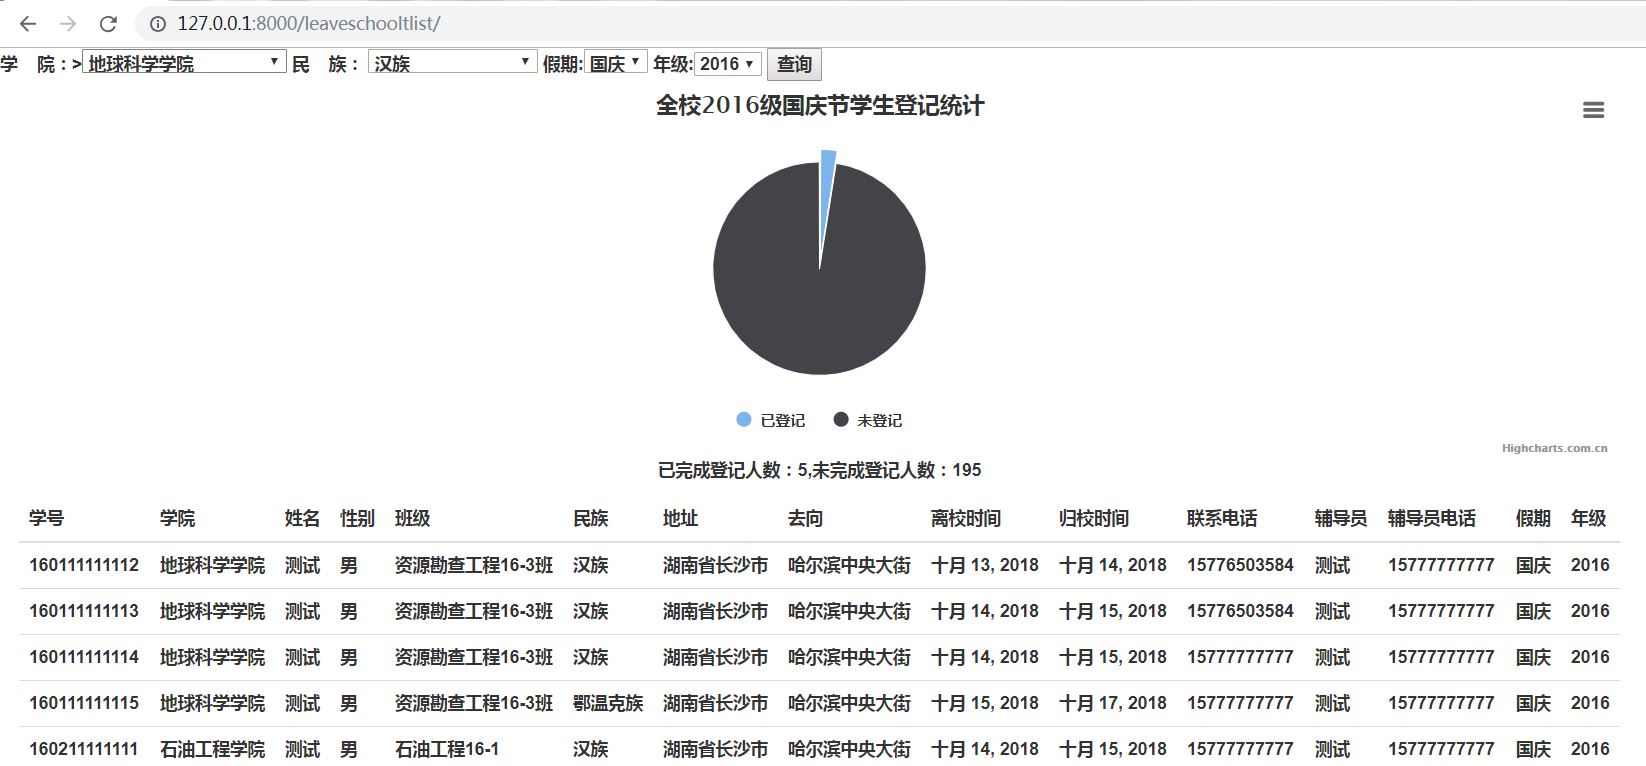 127.0.0.1:8000/leaveschooltlist/
学 院：> 地球科学学院 民 族： 汉族 假期: 国庆 年级: 2016 查询
全校2016级国庆节学生登记统计
已登记 未登记
Highcharts.com.cn
已完成登记人数：5,未完成登记人数：195
学号 学院 姓名 性别 班级 民族 地址 去向 离校时间 归校时间 联系电话 辅导员 辅导员电话 假期 年级
160111111112 地球科学学院 测试 男 资源勘查工程16-3班 汉族 湖南省长沙市 哈尔滨中央大街 十月 13, 2018 十月 14, 2018 15776503584 测试 15777777777 国庆 2016
160111111113 地球科学学院 测试 男 资源勘查工程16-3班 汉族 湖南省长沙市 哈尔滨中央大街 十月 14, 2018 十月 15, 2018 15776503584 测试 15777777777 国庆 2016
160111111114 地球科学学院 测试 男 资源勘查工程16-3班 汉族 湖南省长沙市 哈尔滨中央大街 十月 14, 2018 十月 15, 2018 15777777777 测试 15777777777 国庆 2016
160111111115 地球科学学院 测试 男 资源勘查工程16-3班 鄂温克族 湖南省长沙市 哈尔滨中央大街 十月 15, 2018 十月 17, 2018 15777777777 测试 15777777777 国庆 2016
160211111111 石油工程学院 测试 男 石油工程16-1 汉族 湖南省长沙市 哈尔滨中央大街 十月 14, 2018 十月 15, 2018 15777777777 测试 15777777777 国庆 2016